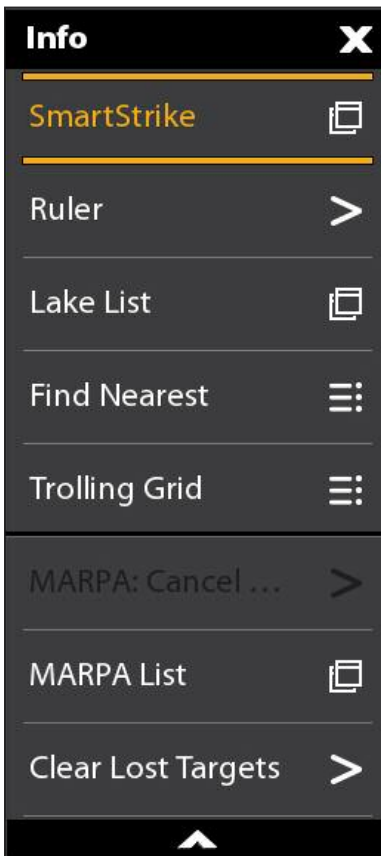 Info
SmartStrike
Ruler
Lake List
Find Nearest
Trolling Grid
MARPA: Cancel ...
MARPA List
Clear Lost Targets